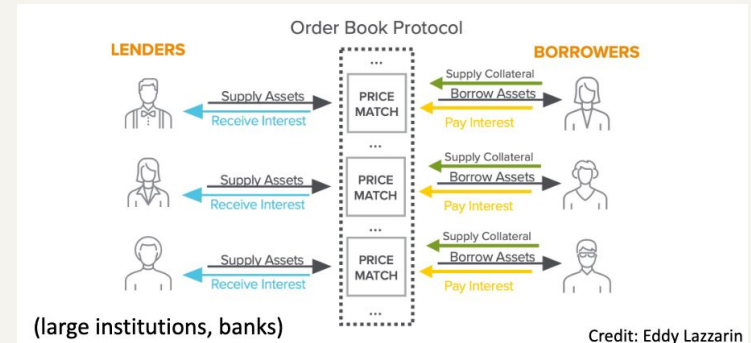 Order Book Protocol
LENDERS
BORROWERS
...
Supply Assets
Receive Interest
PRICE
MATCH
Supply Collateral
Borrow Assets
Pay Interest
...
Supply Assets
Receive Interest
PRICE
MATCH
Supply Collateral
Borrow Assets
Pay Interest
...
Supply Assets
Receive Interest
PRICE
MATCH
Supply Collateral
Borrow Assets
Pay Interest
...
(large institutions, banks)
Credit: Eddy Lazzarin